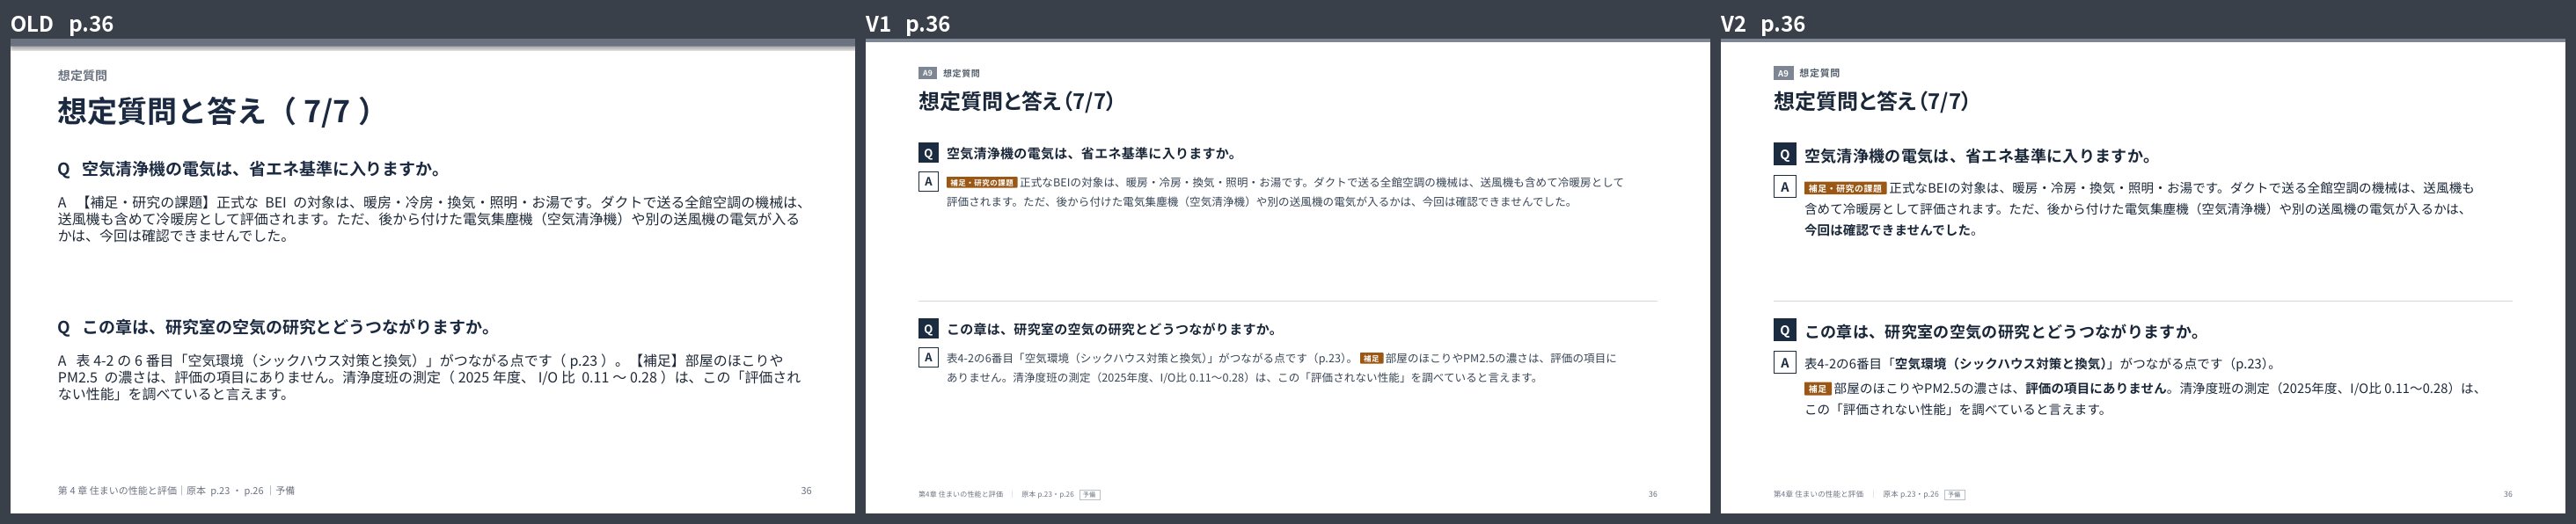 OLD p.36
想定質問
想定質問と答え（ 7/7 ）
Q 空気清浄機の電気は、省エネ基準に入りますか。
A 【補足・研究の課題】正式な BEI の対象は、暖房・冷房・換気・照明・お湯です。ダクトで送る全館空調の機械は、
送風機も含めて冷暖房として評価されます。ただ、後から付けた電気集塵機（空気清浄機）や別の送風機の電気が入る
かは、今回は確認できませんでした。
Q この章は、研究室の空気の研究とどうつながりますか。
A 表 4-2 の 6 番目「空気環境（シックハウス対策と換気）」がつながる点です（ p.23 ）。【補足】部屋のほこりや
PM2.5 の濃さは、評価の項目にありません。清浄度班の測定（ 2025 年度、 I/O 比 0.11 ～ 0.28 ）は、この「評価され
ない性能」を調べていると言えます。
第 4 章 住まいの性能と評価｜原本 p.23 ・ p.26 ｜予備
36
V1 p.36
A9 想定質問
想定質問と答え（7/7）
Q 空気清浄機の電気は、省エネ基準に入りますか。
A 補足・研究の課題 正式なBEIの対象は、暖房・冷房・換気・照明・お湯です。ダクトで送る全館空調の機械は、送風機も含めて冷暖房として
評価されます。ただ、後から付けた電気集塵機（空気清浄機）や別の送風機の電気が入るかは、今回は確認できませんでした。
Q この章は、研究室の空気の研究とどうつながりますか。
A 表4-2の6番目「空気環境（シックハウス対策と換気）」がつながる点です（p.23）。 補足 部屋のほこりやPM2.5の濃さは、評価の項目に
ありません。清浄度班の測定（2025年度、I/O比 0.11～0.28）は、この「評価されない性能」を調べていると言えます。
第4章 住まいの性能と評価 ｜ 原本 p.23・p.26 予備
36
V2 p.36
A9 想定質問
想定質問と答え（7/7）
Q 空気清浄機の電気は、省エネ基準に入りますか。
A 補足・研究の課題 正式なBEIの対象は、暖房・冷房・換気・照明・お湯です。ダクトで送る全館空調の機械は、送風機も
含めて冷暖房として評価されます。ただ、後から付けた電気集塵機（空気清浄機）や別の送風機の電気が入るかは、
今回は確認できませんでした。
Q この章は、研究室の空気の研究とどうつながりますか。
A 表4-2の6番目「空気環境（シックハウス対策と換気）」がつながる点です（p.23）。
補足 部屋のほこりやPM2.5の濃さは、評価の項目にありません。清浄度班の測定（2025年度、I/O比 0.11～0.28）は、
この「評価されない性能」を調べていると言えます。
第4章 住まいの性能と評価 ｜ 原本 p.23・p.26 予備
36